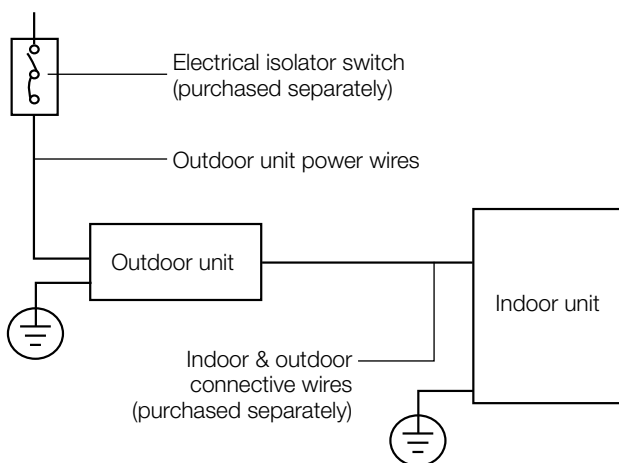 Electrical isolator switch
(purchased separately)
Outdoor unit power wires
Outdoor unit
Indoor unit
Indoor & outdoor
connective wires
(purchased separately)